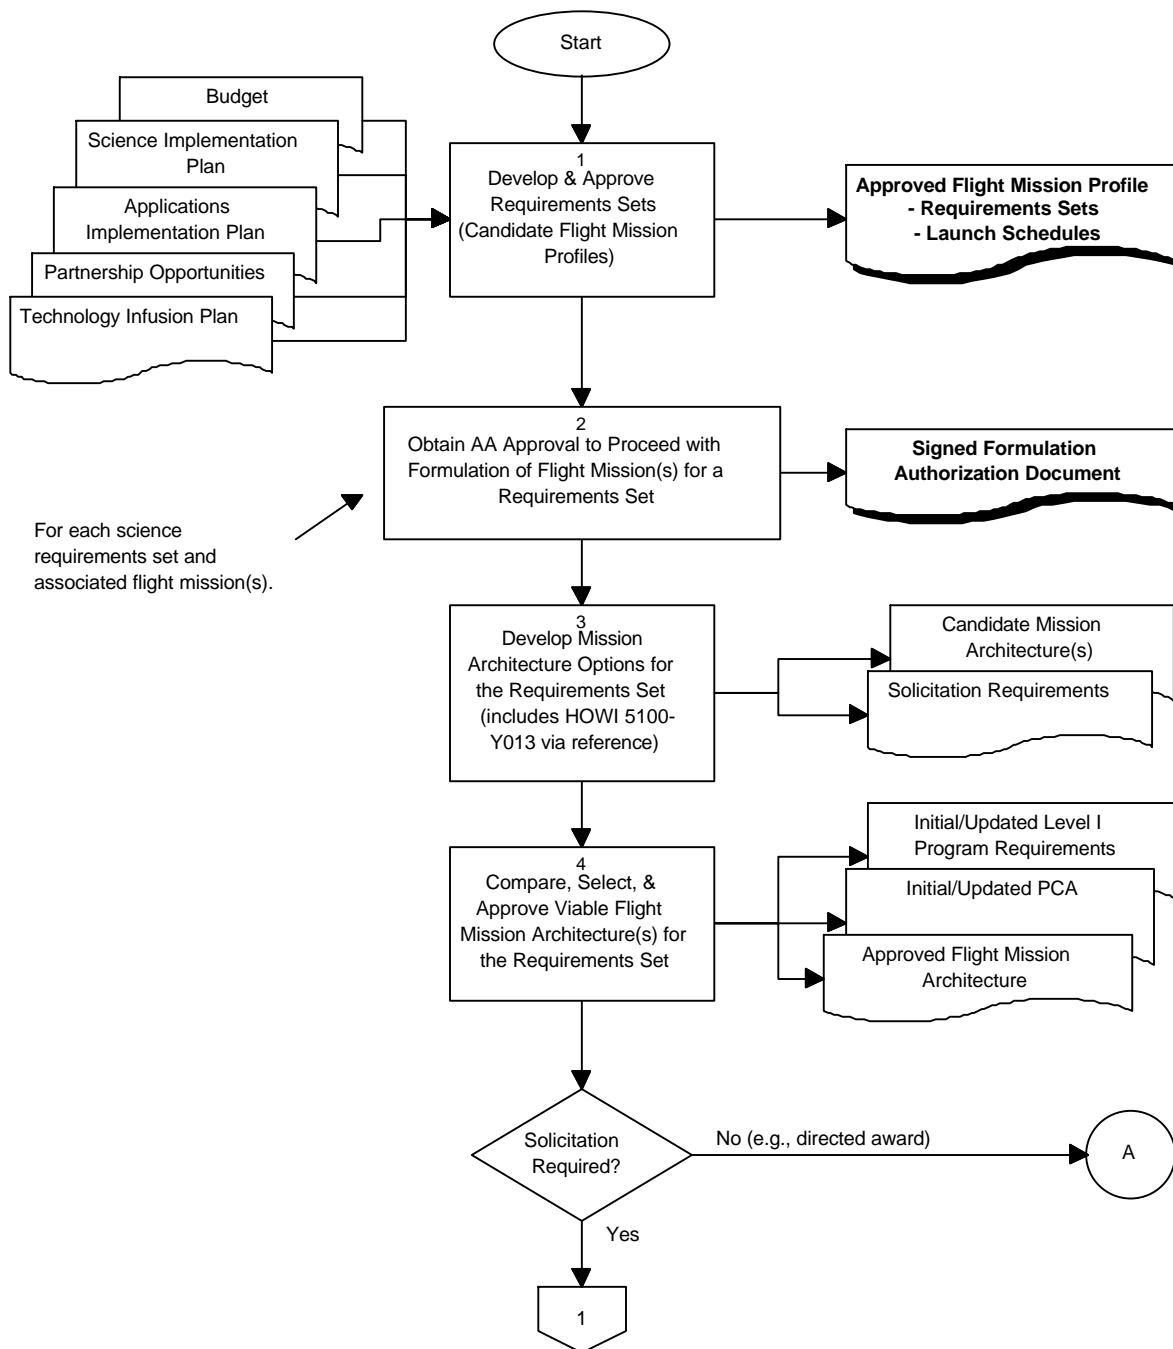 Start
Budget
Science Implementation
Plan
Applications
Implementation Plan
Partnership Opportunities
Technology Infusion Plan
1
Develop & Approve
Requirements Sets
(Candidate Flight Mission
Profiles)
Approved Flight Mission Profile
- Requirements Sets
- Launch Schedules
2
Obtain AA Approval to Proceed with
Formulation of Flight Mission(s) for a
Requirements Set
Signed Formulation
Authorization Document
For each science
requirements set and
associated flight mission(s).
3
Develop Mission
Architecture Options for
the Requirements Set
(includes HOWI 5100-
Y013 via reference)
Candidate Mission
Architecture(s)
Solicitation Requirements
4
Compare, Select, &
Approve Viable Flight
Mission Architecture(s) for
the Requirements Set
Initial/Updated Level I
Program Requirements
Initial/Updated PCA
Approved Flight Mission
Architecture
Solicitation
Required?
No (e.g., directed award)
A
Yes
1